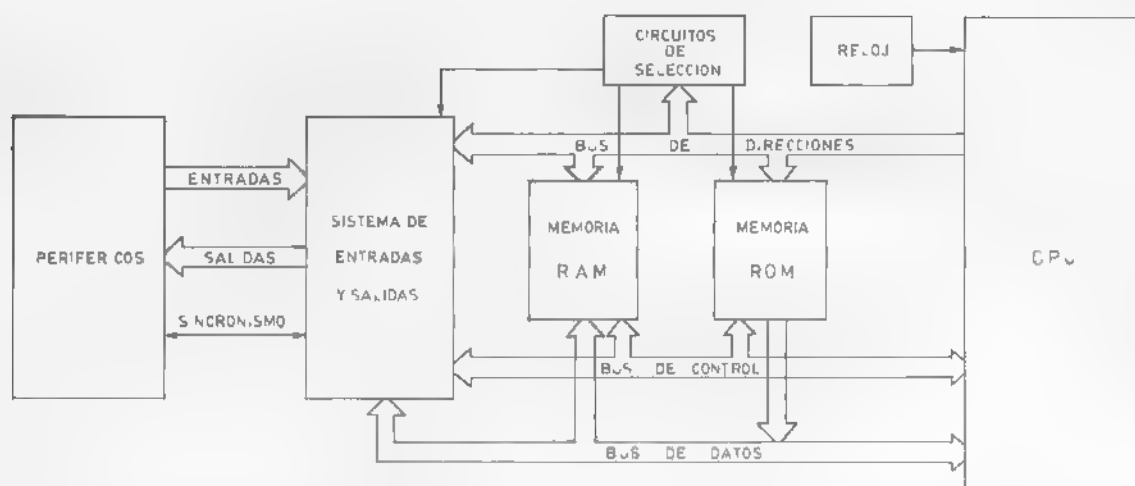 CIRCUITOS
DE
SELECCION
RELOJ
BUS DE DIRECCIONES
ENTRADAS
SISTEMA DE
ENTRADAS
Y SALIDAS
MEMORIA
RAM
MEMORIA
ROM
PERIFERICOS
SALIDAS
CPU
SINCRONISMO
BUS DE CONTROL
BUS DE DATOS